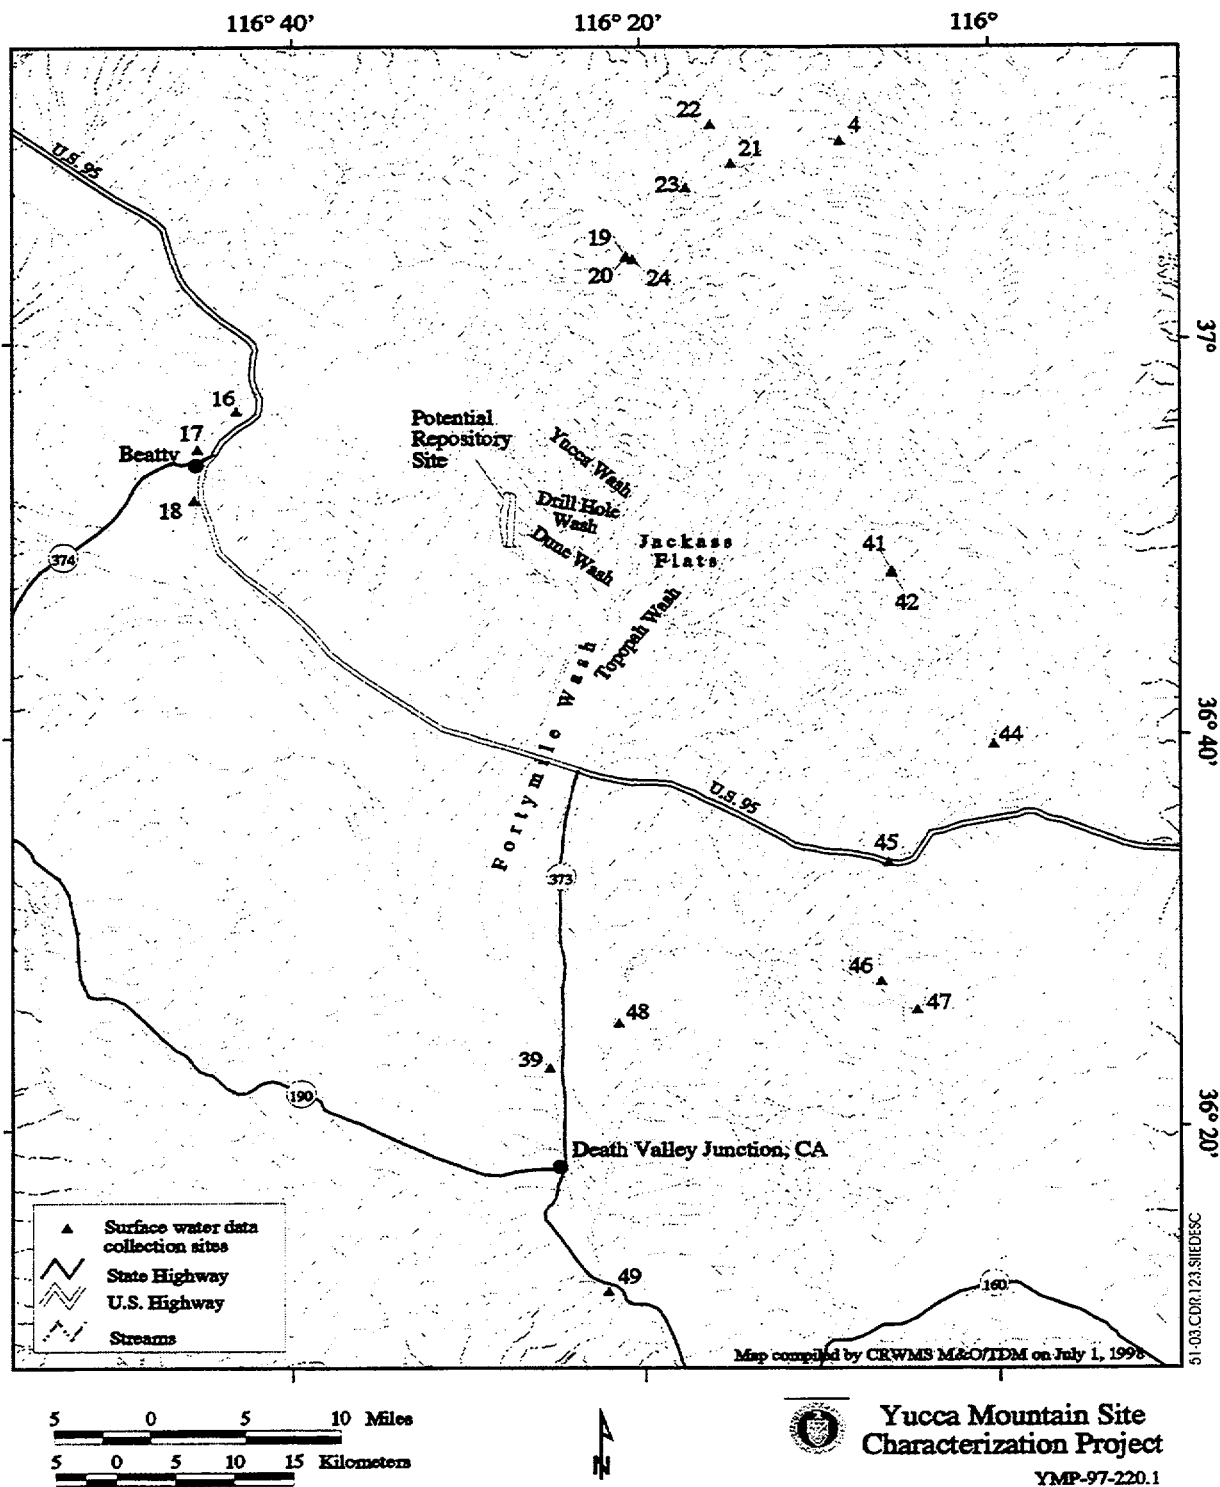 116° 40'
116° 20'
116°
22
4
U.S. 95
21
23
19
20
24
37°
16
17
Beatty
Potential
Repository
Site
Yucca Wash
18
Drill Hole
Wash
Dune Wash
Jackass
Flats
41
374
42
Topopah Wash
Fortymile Wash
44
36° 40'
U.S. 95
45
373
46
47
48
39
190
36° 20'
Death Valley Junction, CA
Surface water data
collection sites
State Highway
U.S. Highway
Streams
49
160
Map compiled by CRWMS M&O/TDM on July 1, 1998
51-03.CDR.123.SITEDESC
5 0 5 10 Miles
5 0 5 10 15 Kilometers
N
Yucca Mountain Site
Characterization Project
YMP-97-220.1